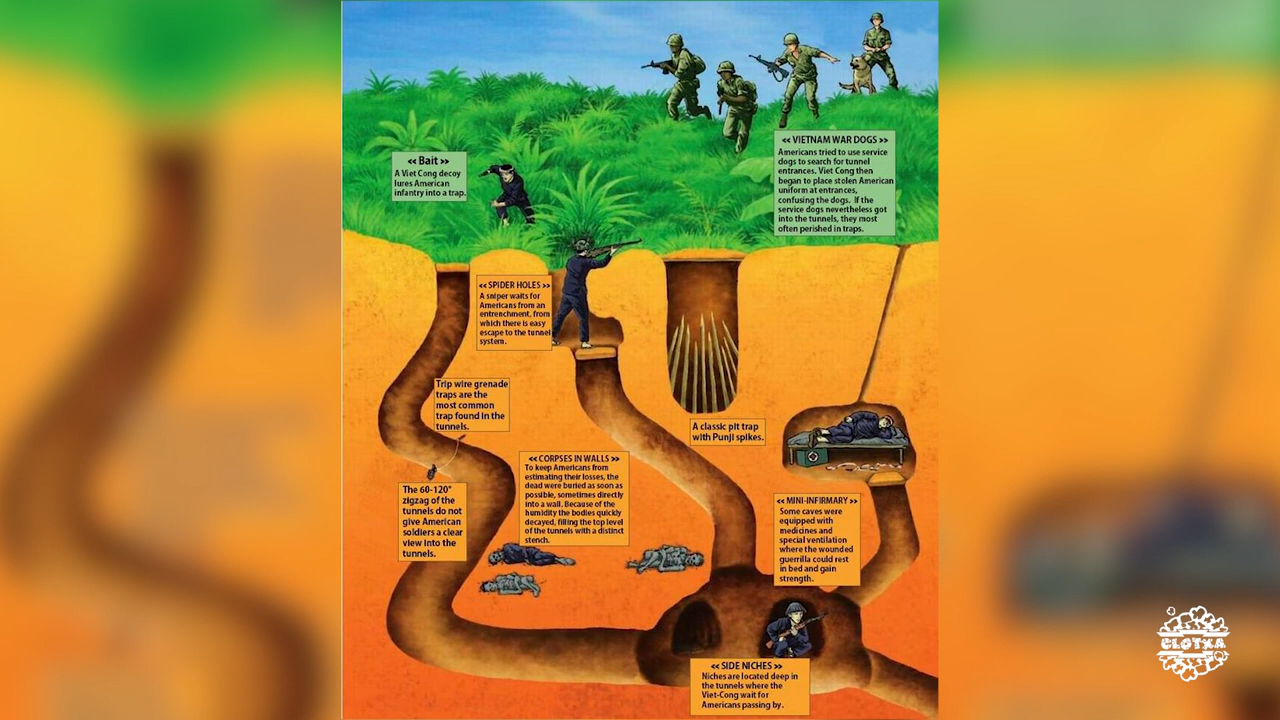 << Bait >>
A Viet Cong decoy
lures American
infantry into a trap.
<< VIETNAM WAR DOGS >>
Americans tried to use service
dogs to search for tunnel
entrances. Viet Cong then
began to place stolen American
uniform at entrances,
confusing the dogs. If the
service dogs nevertheless got
into the tunnels, they most
often perished in traps.
<< SPIDER HOLES >>
A sniper waits for
Americans from an
entrenchment, from
which there is easy
escape to the tunnel
system.
Trip wire grenade
traps are the
most common
trap found in the
tunnels.
A classic pit trap
with Punji spikes.
The 60-120°
zigzag of the
tunnels do not
give American
soldiers a clear
view into the
tunnels.
<< CORPSES IN WALLS >>
To keep Americans from
estimating their losses, the
dead were buried as soon as
possible, sometimes directly
into a wall. Because of the
humidity the bodies quickly
decayed, filling the top level
of the tunnels with a distinct
stench.
<< MINI-INFIRMARY >>
Some caves were
equipped with
medicines and
special ventilation
where the wounded
guerrilla could rest
in bed and gain
strength.
<< SIDE NICHES >>
Niches are located deep in
the tunnels where the
Viet-Cong wait for
Americans passing by.
CLOTXA